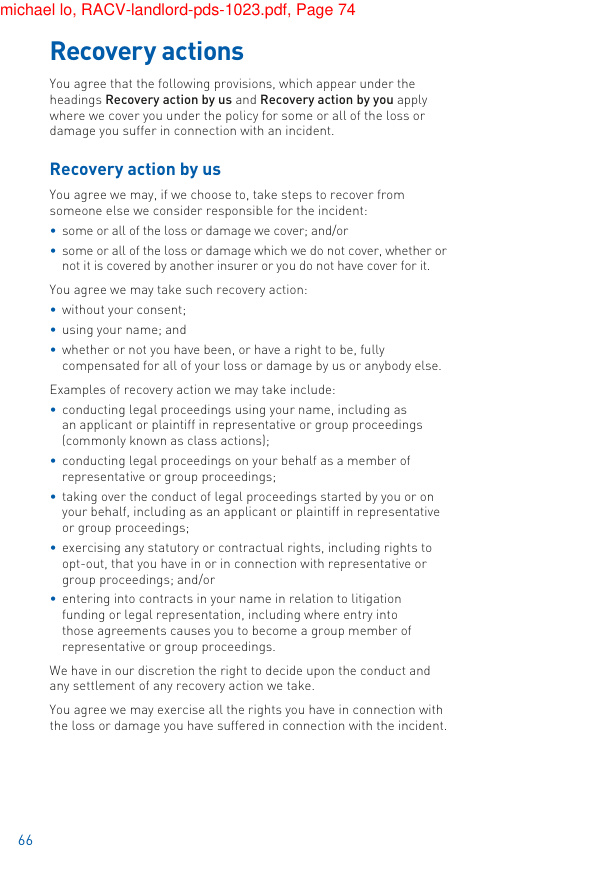 michael lo, RACV-landlord-pds-1023.pdf, Page 74
Recovery actions
You agree that the following provisions, which appear under the
headings Recovery action by us and Recovery action by you apply
where we cover you under the policy for some or all of the loss or
damage you suffer in connection with an incident.
Recovery action by us
You agree we may, if we choose to, take steps to recover from
someone else we consider responsible for the incident:
• some or all of the loss or damage we cover; and/or
• some or all of the loss or damage which we do not cover, whether or
not it is covered by another insurer or you do not have cover for it.
You agree we may take such recovery action:
• without your consent;
• using your name; and
• whether or not you have been, or have a right to be, fully
compensated for all of your loss or damage by us or anybody else.
Examples of recovery action we may take include:
• conducting legal proceedings using your name, including as
an applicant or plaintiff in representative or group proceedings
(commonly known as class actions);
• conducting legal proceedings on your behalf as a member of
representative or group proceedings;
• taking over the conduct of legal proceedings started by you or on
your behalf, including as an applicant or plaintiff in representative
or group proceedings;
• exercising any statutory or contractual rights, including rights to
opt-out, that you have in or in connection with representative or
group proceedings; and/or
• entering into contracts in your name in relation to litigation
funding or legal representation, including where entry into
those agreements causes you to become a group member of
representative or group proceedings.
We have in our discretion the right to decide upon the conduct and
any settlement of any recovery action we take.
You agree we may exercise all the rights you have in connection with
the loss or damage you have suffered in connection with the incident.
66